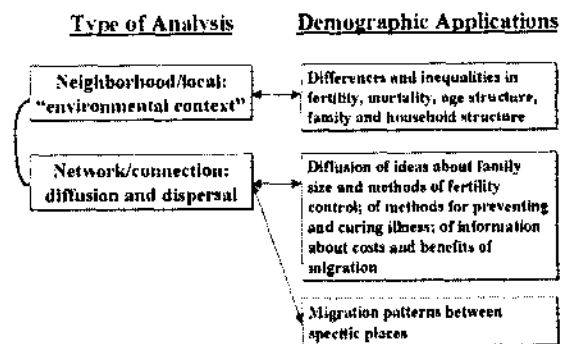 Type of Analysis
Demographic Applications
Neighborhood/local:
"environmental context"
Differences and inequalities in
fertility, mortality, age structure,
family and household structure
Network/connection:
diffusion and dispersal
Diffusion of ideas about family
size and methods of fertility
control; of methods for preventing
and curing illness; of information
about costs and benefits of
migration
Migration patterns between
specific places